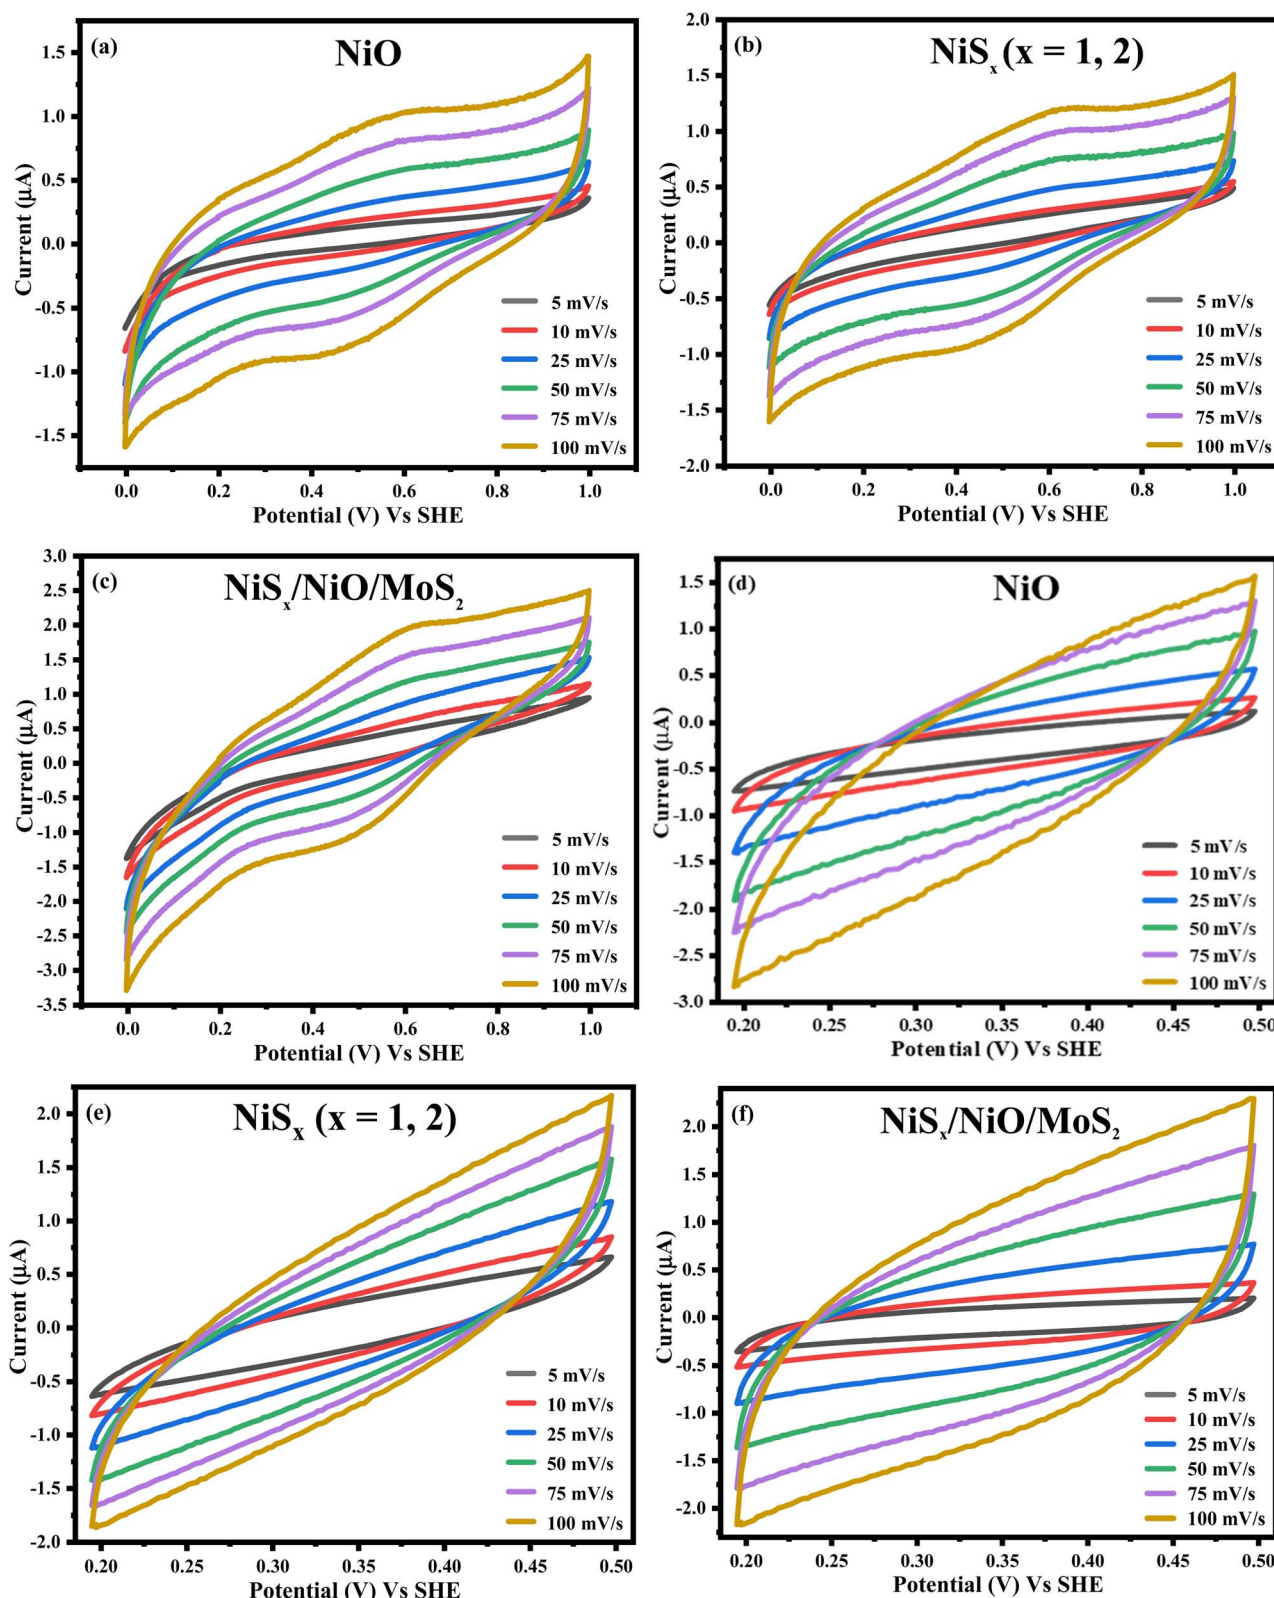 (a)
NiO
1.5
1.0
0.5
0.0
-0.5
-1.0
-1.5
Current (µA)
5 mV/s
10 mV/s
25 mV/s
50 mV/s
75 mV/s
100 mV/s
0.0 0.2 0.4 0.6 0.8 1.0
Potential (V) Vs SHE
(b)
NiSₓ (x = 1, 2)
2.0
1.5
1.0
0.5
0.0
-0.5
-1.0
-1.5
-2.0
Current (µA)
5 mV/s
10 mV/s
25 mV/s
50 mV/s
75 mV/s
100 mV/s
0.0 0.2 0.4 0.6 0.8 1.0
Potential (V) Vs SHE
(c)
NiSₓ/NiO/MoS₂
3.0
2.5
2.0
1.5
1.0
0.5
0.0
-0.5
-1.0
-1.5
-2.0
-2.5
-3.0
-3.5
Current (µA)
5 mV/s
10 mV/s
25 mV/s
50 mV/s
75 mV/s
100 mV/s
0.0 0.2 0.4 0.6 0.8 1.0
Potential (V) Vs SHE
(d)
NiO
1.5
1.0
0.5
0.0
-0.5
-1.0
-1.5
-2.0
-2.5
-3.0
Current (µA)
5 mV/s
10 mV/s
25 mV/s
50 mV/s
75 mV/s
100 mV/s
0.20 0.25 0.30 0.35 0.40 0.45 0.50
Potential (V) Vs SHE
(e)
NiSₓ (x = 1, 2)
2.0
1.5
1.0
0.5
0.0
-0.5
-1.0
-1.5
-2.0
Current (µA)
5 mV/s
10 mV/s
25 mV/s
50 mV/s
75 mV/s
100 mV/s
0.20 0.25 0.30 0.35 0.40 0.45 0.50
Potential (V) Vs SHE
(f)
NiSₓ/NiO/MoS₂
2.0
1.5
1.0
0.5
0.0
-0.5
-1.0
-1.5
-2.0
Current (µA)
5 mV/s
10 mV/s
25 mV/s
50 mV/s
75 mV/s
100 mV/s
0.20 0.25 0.30 0.35 0.40 0.45 0.50
Potential (V) Vs SHE